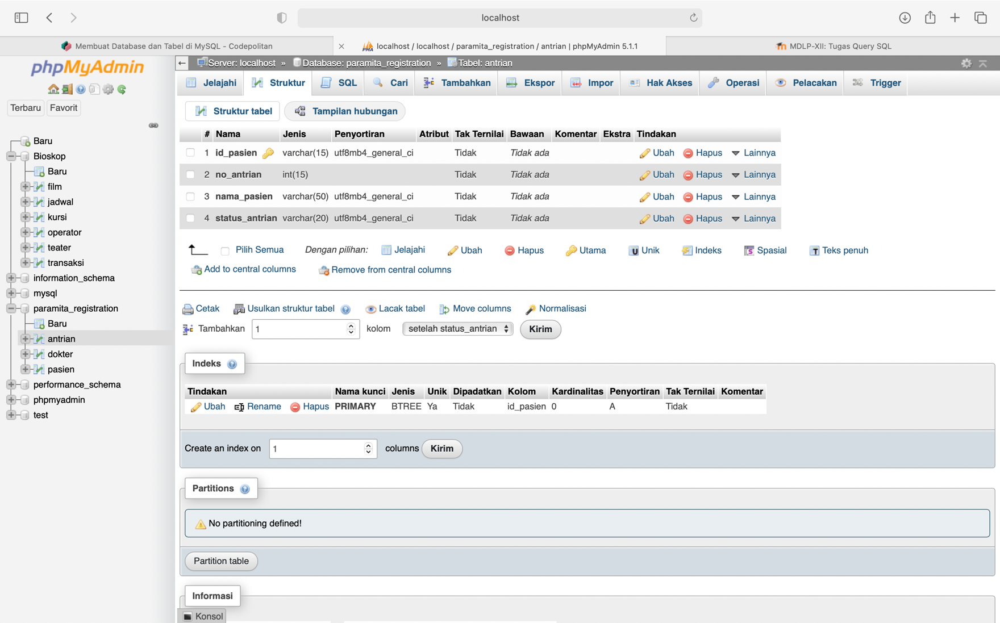 localhost
Membuat Database dan Tabel di MySQL - Codepolitan
localhost / localhost / paramita_registration / antrian | phpMyAdmin 5.1.1
MDLP-XII: Tugas Query SQL
phpMyAdmin
Terbaru Favorit
Baru
Bioskop
Baru
film
jadwal
kursi
operator
teater
transaksi
information_schema
mysql
paramita_registration
Baru
antrian
dokter
pasien
performance_schema
phpmyadmin
test
Server: localhost » Database: paramita_registration » Tabel: antrian
Jelajahi Struktur SQL Cari Tambahkan Ekspor Impor Hak Akses Operasi Pelacakan Trigger
Struktur tabel Tampilan hubungan
# Nama Jenis Penyortiran Atribut Tak Ternilai Bawaan Komentar Ekstra Tindakan
1 id_pasien varchar(15) utf8mb4_general_ci Tidak Tidak ada Ubah Hapus Lainnya
2 no_antrian int(15) Tidak Tidak ada Ubah Hapus Lainnya
3 nama_pasien varchar(50) utf8mb4_general_ci Tidak Tidak ada Ubah Hapus Lainnya
4 status_antrian varchar(20) utf8mb4_general_ci Tidak Tidak ada Ubah Hapus Lainnya
Pilih Semua Dengan pilihan: Jelajahi Ubah Hapus Utama Unik Indeks Spasial Teks penuh
Add to central columns Remove from central columns
Cetak Usulkan struktur tabel Lacak tabel Move columns Normalisasi
Tambahkan 1 kolom setelah status_antrian Kirim
Indeks
Tindakan Nama kunci Jenis Unik Dipadatkan Kolom Kardinalitas Penyortiran Tak Ternilai Komentar
Ubah Rename Hapus PRIMARY BTREE Ya Tidak id_pasien 0 A Tidak
Create an index on 1 columns Kirim
Partitions
No partitioning defined!
Partition table
Informasi
Konsol